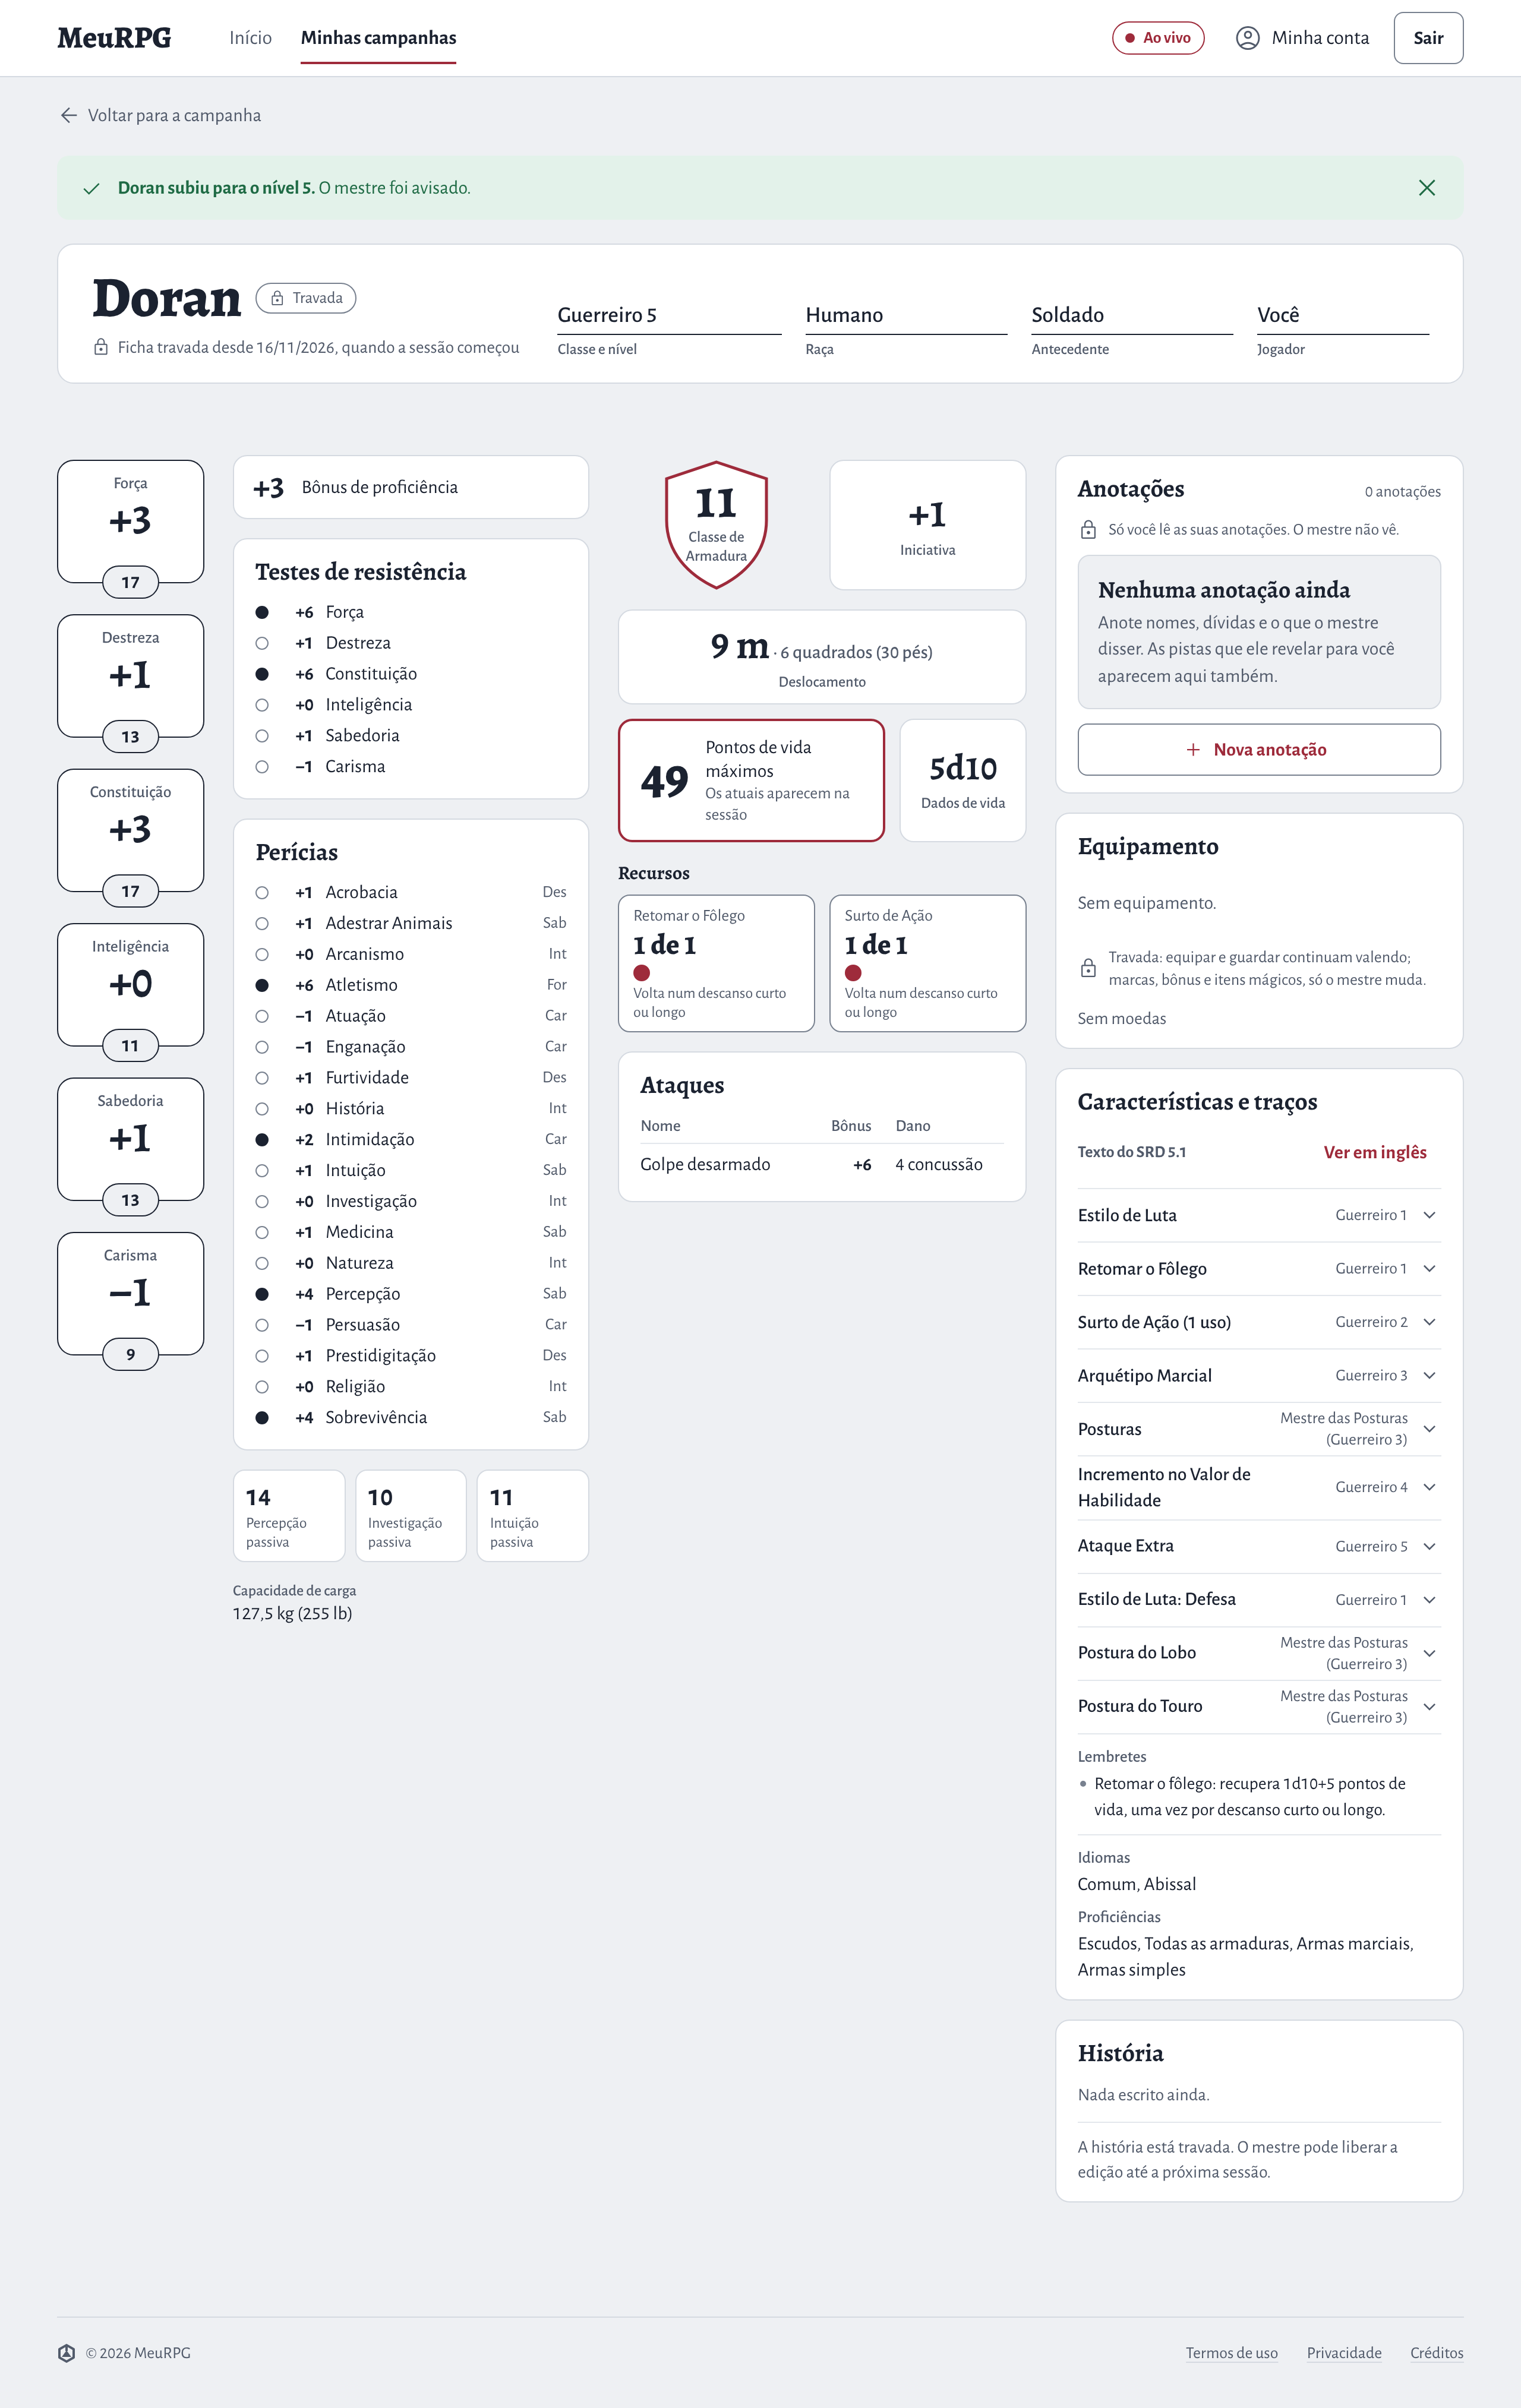 MeuRPG
Início
Minhas campanhas
Ao vivo
Minha conta
Sair
Voltar para a campanha
Doran subiu para o nível 5. O mestre foi avisado.
Doran
Travada
Ficha travada desde 16/11/2026, quando a sessão começou
Guerreiro 5
Classe e nível
Humano
Raça
Soldado
Antecedente
Você
Jogador
Força
+3
17
Destreza
+1
13
Constituição
+3
17
Inteligência
+0
11
Sabedoria
+1
13
Carisma
−1
9
+3 Bônus de proficiência
Testes de resistência
+6 Força
+1 Destreza
+6 Constituição
+0 Inteligência
+1 Sabedoria
−1 Carisma
Perícias
+1 Acrobacia Des
+1 Adestrar Animais Sab
+0 Arcanismo Int
+6 Atletismo For
−1 Atuação Car
−1 Enganação Car
+1 Furtividade Des
+0 História Int
+2 Intimidação Car
+1 Intuição Sab
+0 Investigação Int
+1 Medicina Sab
+0 Natureza Int
+4 Percepção Sab
−1 Persuasão Car
+1 Prestidigitação Des
+0 Religião Int
+4 Sobrevivência Sab
14
Percepção
passiva
10
Investigação
passiva
11
Intuição
passiva
Capacidade de carga
127,5 kg (255 lb)
11
Classe de
Armadura
+1
Iniciativa
9 m · 6 quadrados (30 pés)
Deslocamento
49
Pontos de vida
máximos
Os atuais aparecem na
sessão
5d10
Dados de vida
Recursos
Retomar o Fôlego
1 de 1
Volta num descanso curto
ou longo
Surto de Ação
1 de 1
Volta num descanso curto
ou longo
Ataques
Nome Bônus Dano
Golpe desarmado +6 4 concussão
Anotações
0 anotações
Só você lê as suas anotações. O mestre não vê.
Nenhuma anotação ainda
Anote nomes, dívidas e o que o mestre
disser. As pistas que ele revelar para você
aparecem aqui também.
Nova anotação
Equipamento
Sem equipamento.
Travada: equipar e guardar continuam valendo;
marcas, bônus e itens mágicos, só o mestre muda.
Sem moedas
Características e traços
Texto do SRD 5.1
Ver em inglês
Estilo de Luta Guerreiro 1
Retomar o Fôlego Guerreiro 1
Surto de Ação (1 uso) Guerreiro 2
Arquétipo Marcial Guerreiro 3
Posturas Mestre das Posturas
(Guerreiro 3)
Incremento no Valor de
Habilidade
Guerreiro 4
Ataque Extra Guerreiro 5
Estilo de Luta: Defesa Guerreiro 1
Postura do Lobo Mestre das Posturas
(Guerreiro 3)
Postura do Touro Mestre das Posturas
(Guerreiro 3)
Lembretes
Retomar o fôlego: recupera 1d10+5 pontos de
vida, uma vez por descanso curto ou longo.
Idiomas
Comum, Abissal
Proficiências
Escudos, Todas as armaduras, Armas marciais,
Armas simples
História
Nada escrito ainda.
A história está travada. O mestre pode liberar a
edição até a próxima sessão.
© 2026 MeuRPG
Termos de uso
Privacidade
Créditos